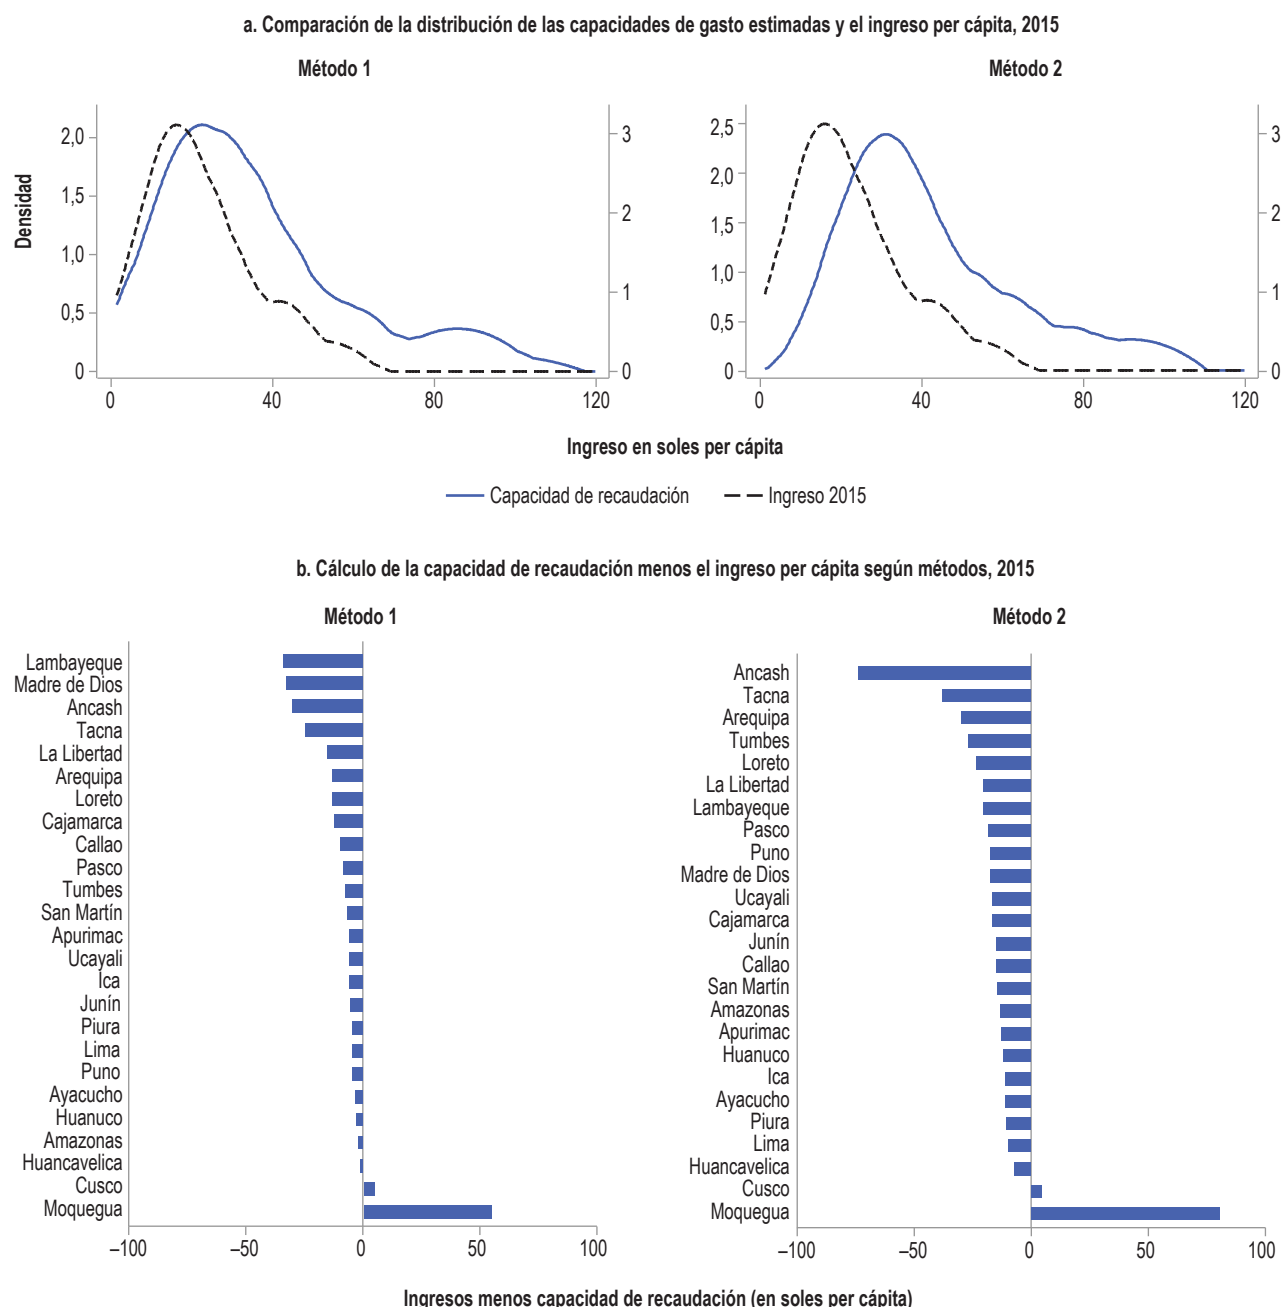 a. Comparación de la distribución de las capacidades de gasto estimadas y el ingreso per cápita, 2015
Método 1
Método 2
Densidad
2,0
1,5
1,0
0,5
0
3
2
1
0
0
40
80
120
2,5
2,0
1,5
1,0
0,5
0
3
2
1
0
0
40
80
120
Ingreso en soles per cápita
Capacidad de recaudación
Ingreso 2015
b. Cálculo de la capacidad de recaudación menos el ingreso per cápita según métodos, 2015
Método 1
Lambayeque
Madre de Dios
Ancash
Tacna
La Libertad
Arequipa
Loreto
Cajamarca
Callao
Pasco
Tumbes
San Martín
Apurimac
Ucayali
Ica
Junín
Piura
Lima
Puno
Ayacucho
Huanuco
Amazonas
Huancavelica
Cusco
Moquegua
–100
–50
0
50
100
Método 2
Ancash
Tacna
Arequipa
Tumbes
Loreto
La Libertad
Lambayeque
Pasco
Puno
Madre de Dios
Ucayali
Cajamarca
Junín
Callao
San Martín
Amazonas
Apurimac
Huanuco
Ica
Ayacucho
Piura
Lima
Huancavelica
Cusco
Moquegua
–100
–50
0
50
100
Ingresos menos capacidad de recaudación (en soles per cápita)